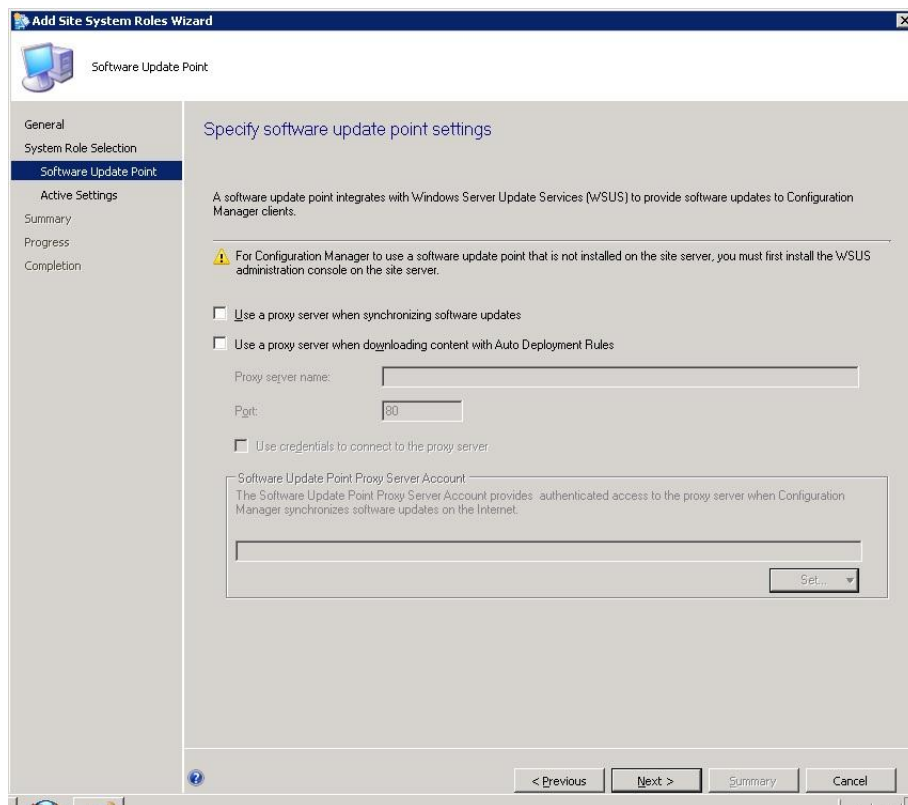 Add Site System Roles Wizard
Software Update Point
General
System Role Selection
Software Update Point
Active Settings
Summary
Progress
Completion
Specify software update point settings
A software update point integrates with Windows Server Update Services (WSUS) to provide software updates to Configuration
Manager clients.
For Configuration Manager to use a software update point that is not installed on the site server, you must first install the WSUS
administration console on the site server.
Use a proxy server when synchronizing software updates
Use a proxy server when downloading content with Auto Deployment Rules
Proxy server name:
Port:
80
Use credentials to connect to the proxy server
Software Update Point Proxy Server Account
The Software Update Point Proxy Server Account provides authenticated access to the proxy server when Configuration
Manager synchronizes software updates on the Internet.
Set...
< Previous
Next >
Summary
Cancel